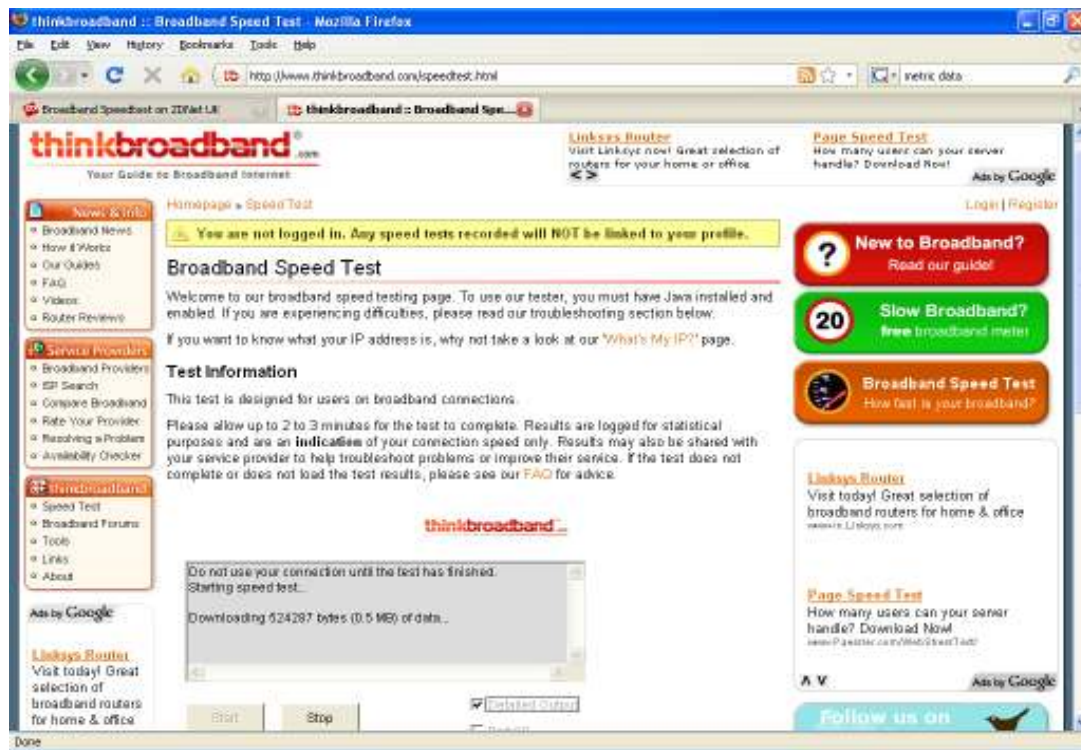 thinkbroadband :: Broadband Speed Test - Mozilla Firefox
File Edit View History Bookmarks Tools Help
http://www.thinkbroadband.com/speedtest.html
metric data
Broadband Speedtest on ZDNet UK
thinkbroadband :: Broadband Spe...
thinkbroadband.com
Your Guide to Broadband Internet
Linksys Router
Visit Linksys now! Great selection of
routers for your home or office
< >
Page Speed Test
How many users can your server
handle? Download Now!
Ads by Google
News & Info
Broadband News
How it Works
Our Guides
FAQ
Videos
Router Reviews
Service Providers
Broadband Providers
ISP Search
Compare Broadband
Rate Your Provider
Resolving a Problem
Availability Checker
thinkbroadband
Speed Test
Broadband Forums
Tools
Links
About
Ads by Google
Linksys Router
Visit today! Great
selection of
broadband routers
for home & office
Homepage » Speed Test
Login | Register
You are not logged in. Any speed tests recorded will NOT be linked to your profile.
Broadband Speed Test
Welcome to our broadband speed testing page. To use our tester, you must have Java installed and
enabled. If you are experiencing difficulties, please read our troubleshooting section below.
If you want to know what your IP address is, why not take a look at our "What's My IP?" page.
Test Information
This test is designed for users on broadband connections.
Please allow up to 2 to 3 minutes for the test to complete. Results are logged for statistical
purposes and are an indication of your connection speed only. Results may also be shared with
your service provider to help troubleshoot problems or improve their service. If the test does not
complete or does not load the test results, please see our FAQ for advice.
thinkbroadband
Do not use your connection until the test has finished.
Starting speed test...
Downloading 524287 bytes (0.5 MB) of data...
Start
Stop
Detailed Output
?
New to Broadband?
Read our guide!
20
Slow Broadband?
free broadband meter
Broadband Speed Test
How fast is your broadband?
Linksys Router
Visit today! Great selection of
broadband routers for home & office
www.Linksys.com
Page Speed Test
How many users can your server
handle? Download Now!
Ads by Google
Follow us on
Done